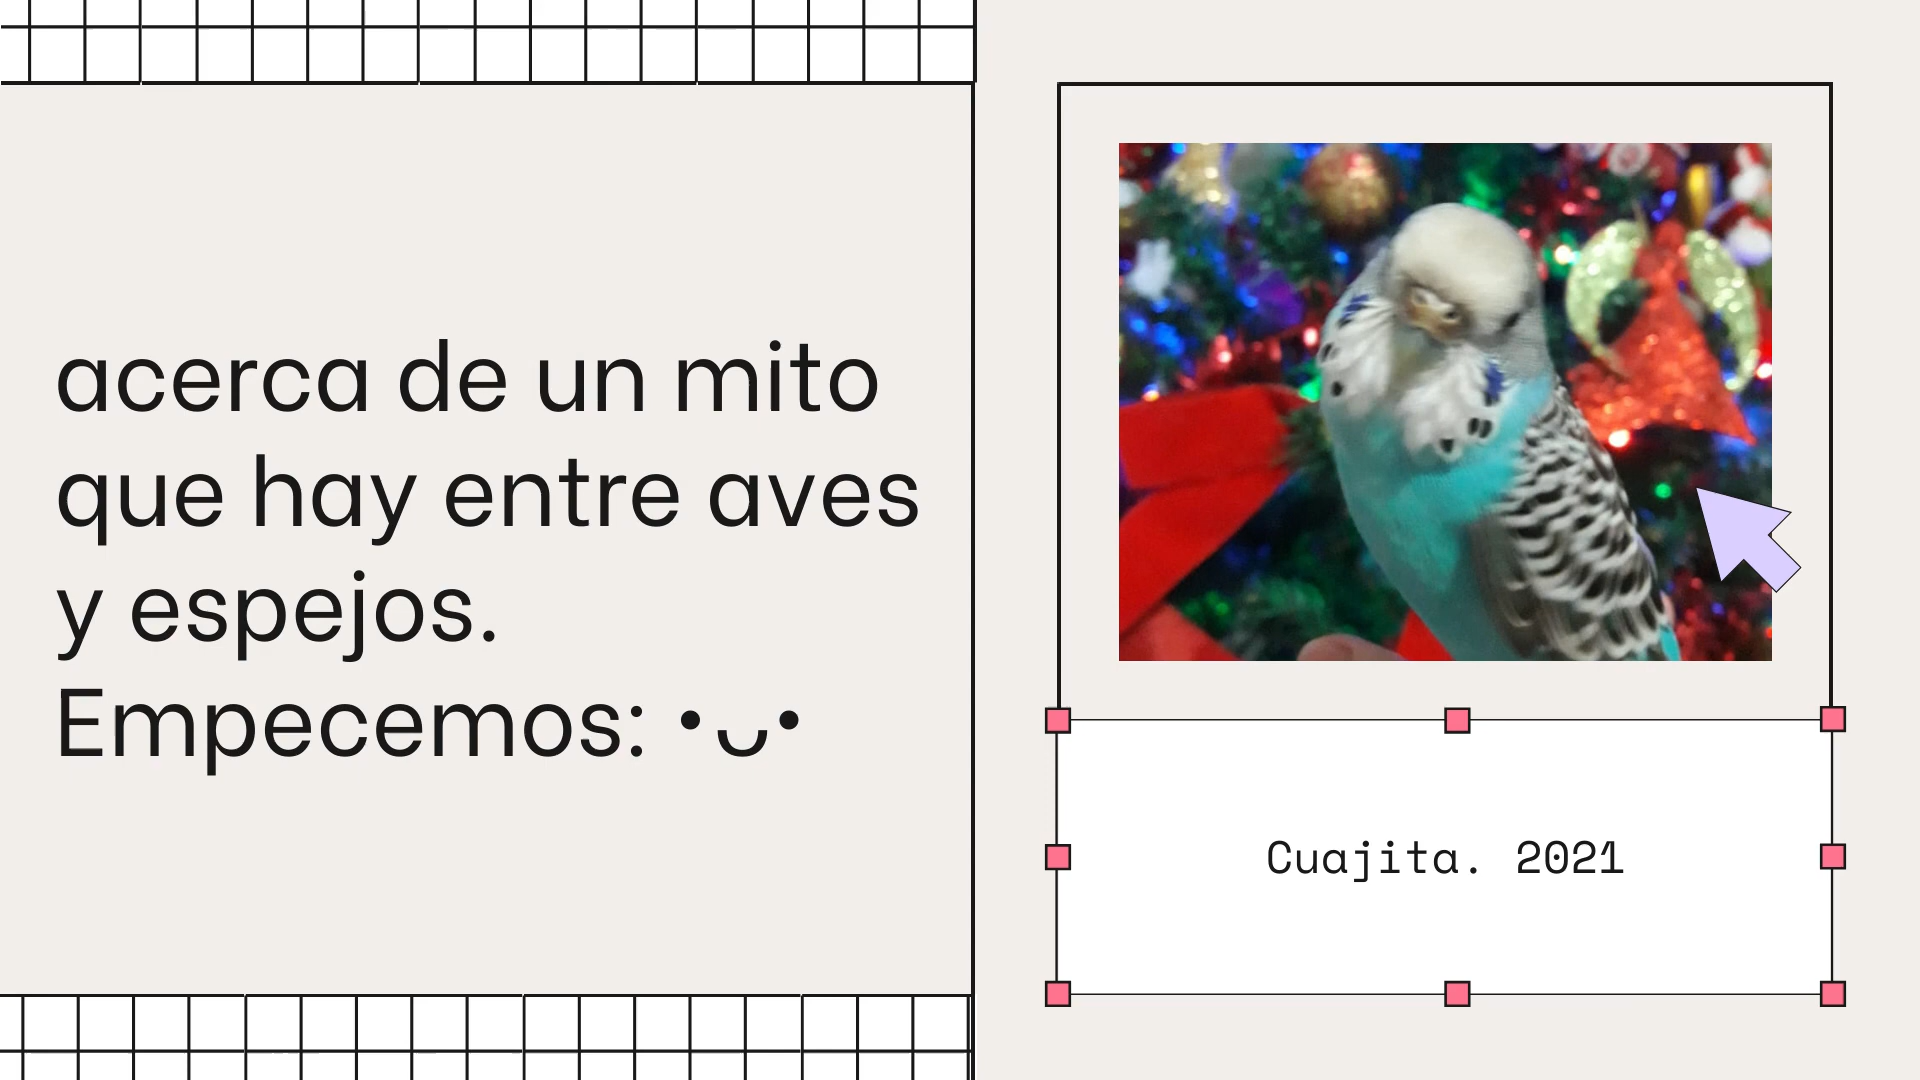 acerca de un mito
que hay entre aves
y espejos.
Empecemos: •ᴗ•
Cuajita. 2021